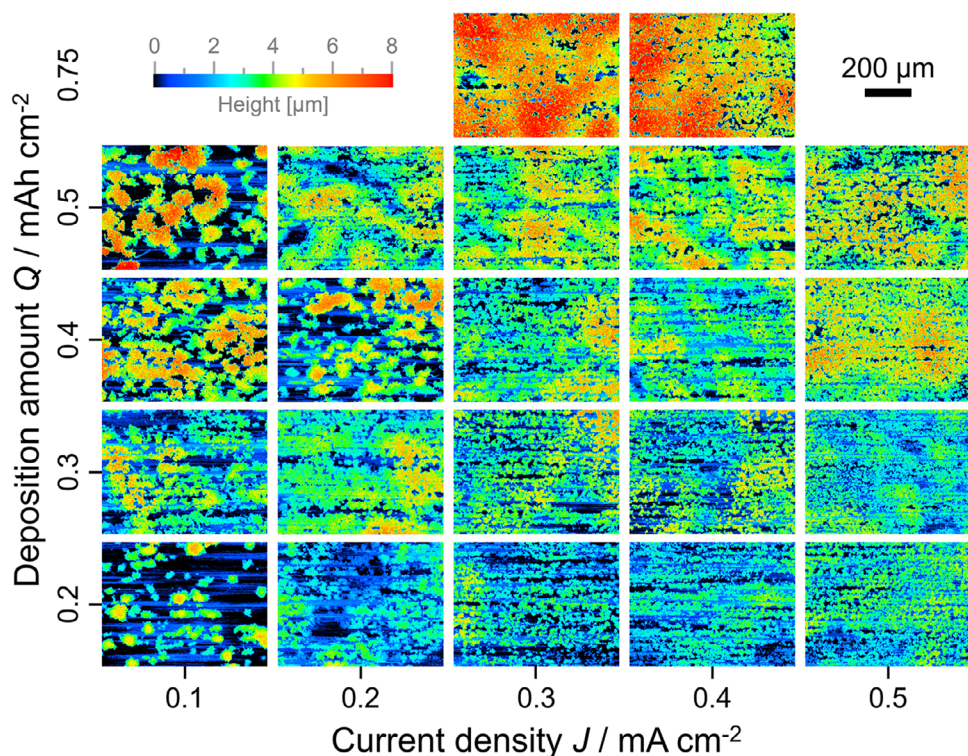 0 2 4 6 8
Height [µm]
200 µm
Deposition amount Q / mAh cm⁻²
0.75
0.5
0.4
0.3
0.2
0.1 0.2 0.3 0.4 0.5
Current density J / mA cm⁻²